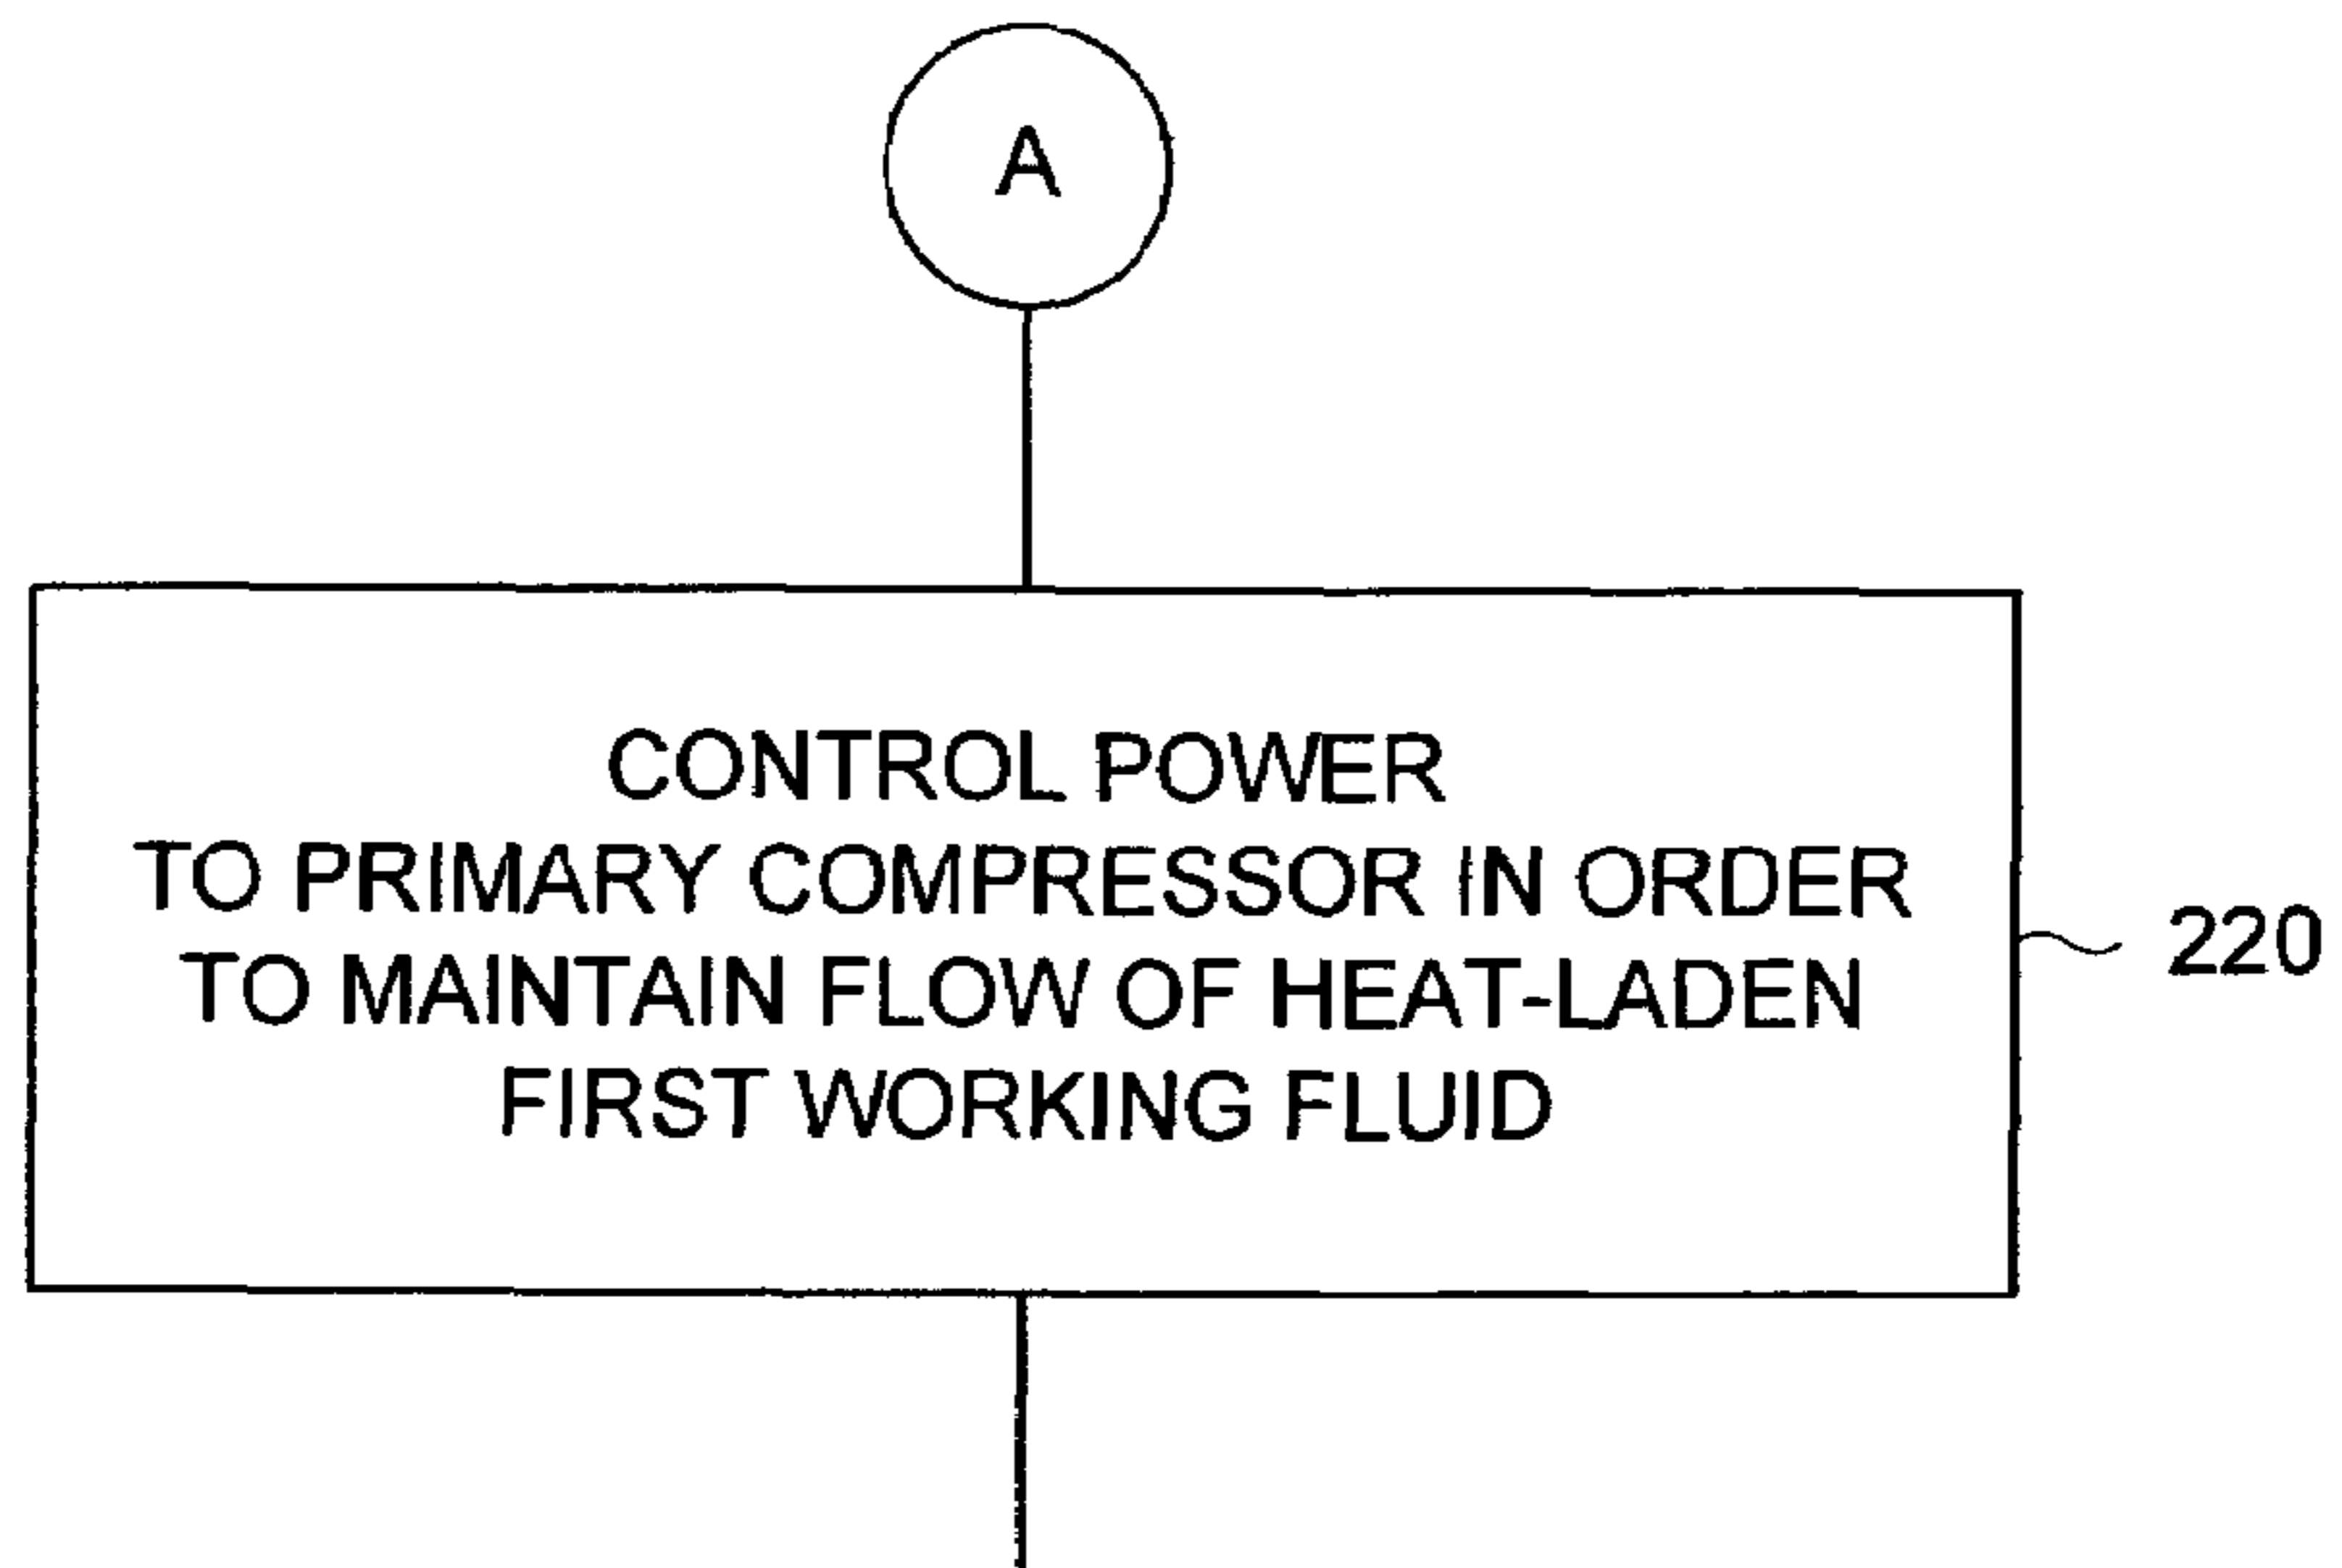 A
CONTROL POWER
TO PRIMARY COMPRESSOR IN ORDER
TO MAINTAIN FLOW OF HEAT-LADEN
FIRST WORKING FLUID
220